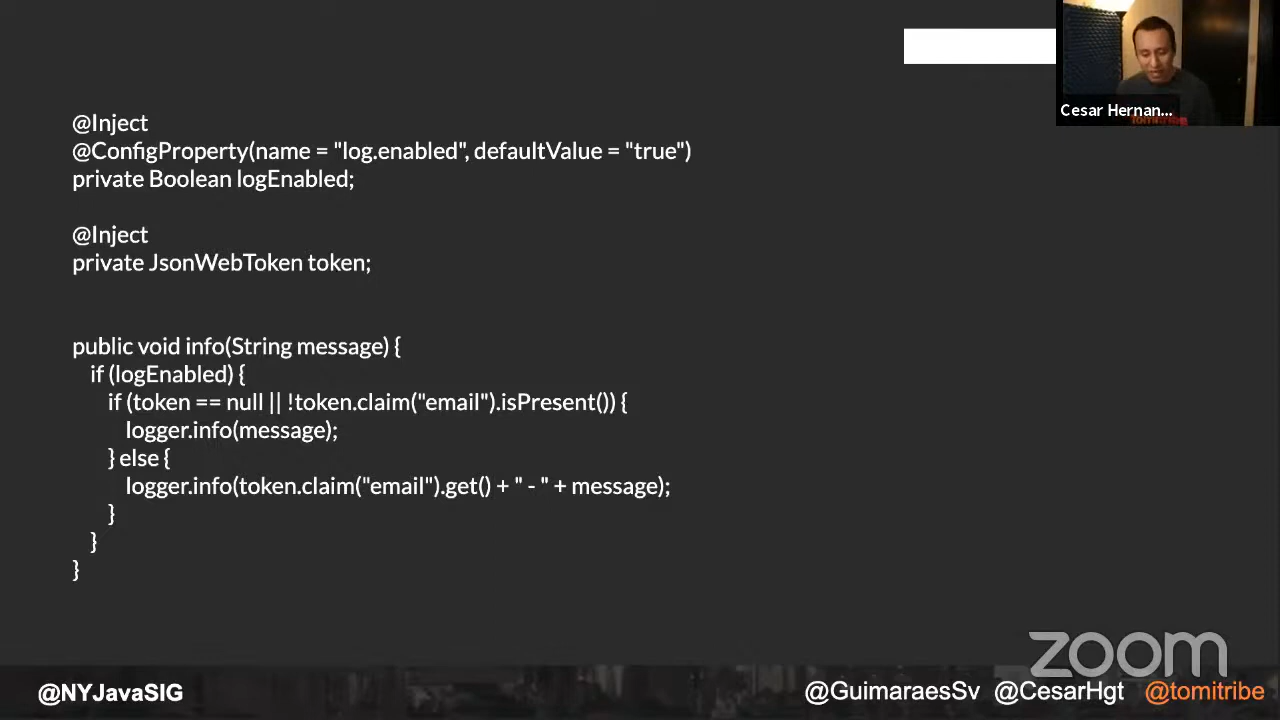 Cesar Hernan...
@Inject
@ConfigProperty(name = "log.enabled", defaultValue = "true")
private Boolean logEnabled;
@Inject
private JsonWebToken token;
public void info(String message) {
if (logEnabled) {
if (token == null || !token.claim("email").isPresent()) {
logger.info(message);
} else {
logger.info(token.claim("email").get() + " - " + message);
}
}
}
zoom
@NYJavaSIG
@GuimaraesSv @CesarHgt @tomitribe